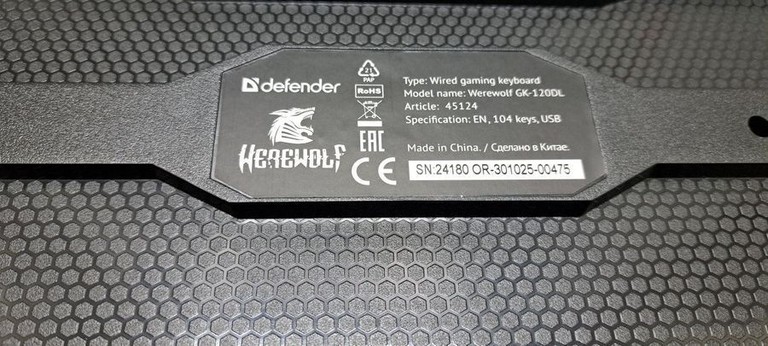 defender
WEREWOLF
21
PAP
RoHS
EAC
CE
Type: Wired gaming keyboard
Model name: Werewolf GK-120DL
Article: 45124
Specification: EN, 104 keys, USB
Made in China. / Сделано в Китае.
SN:24180 OR-301025-00475